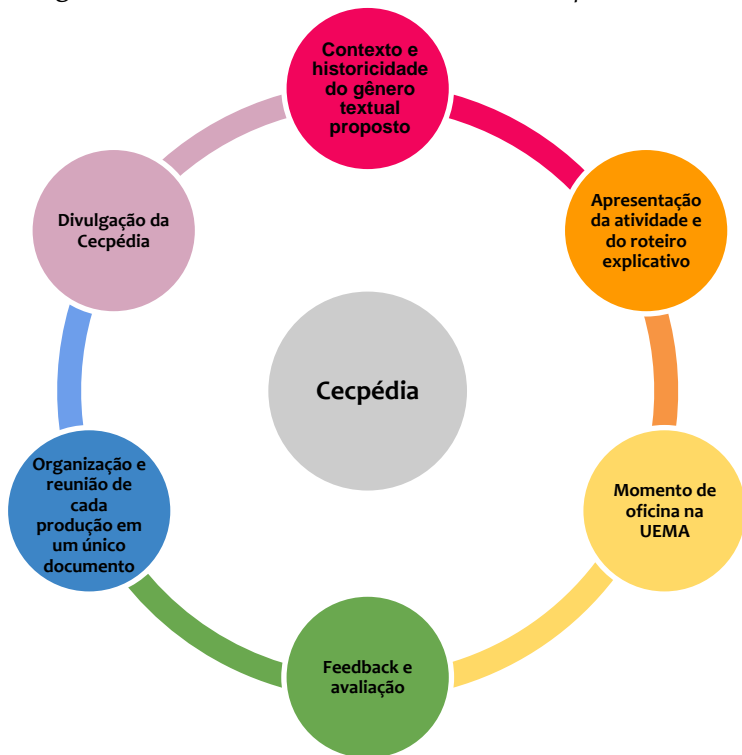 Contexto e
historicidade
do gênero
textual
proposto
Apresentação
da atividade e
do roteiro
explicativo
Momento de
oficina na
UEMA
Feedback e
avaliação
Organização e
reunião de
cada
produção em
um único
documento
Divulgação da
Cecpédia
Cecpédia